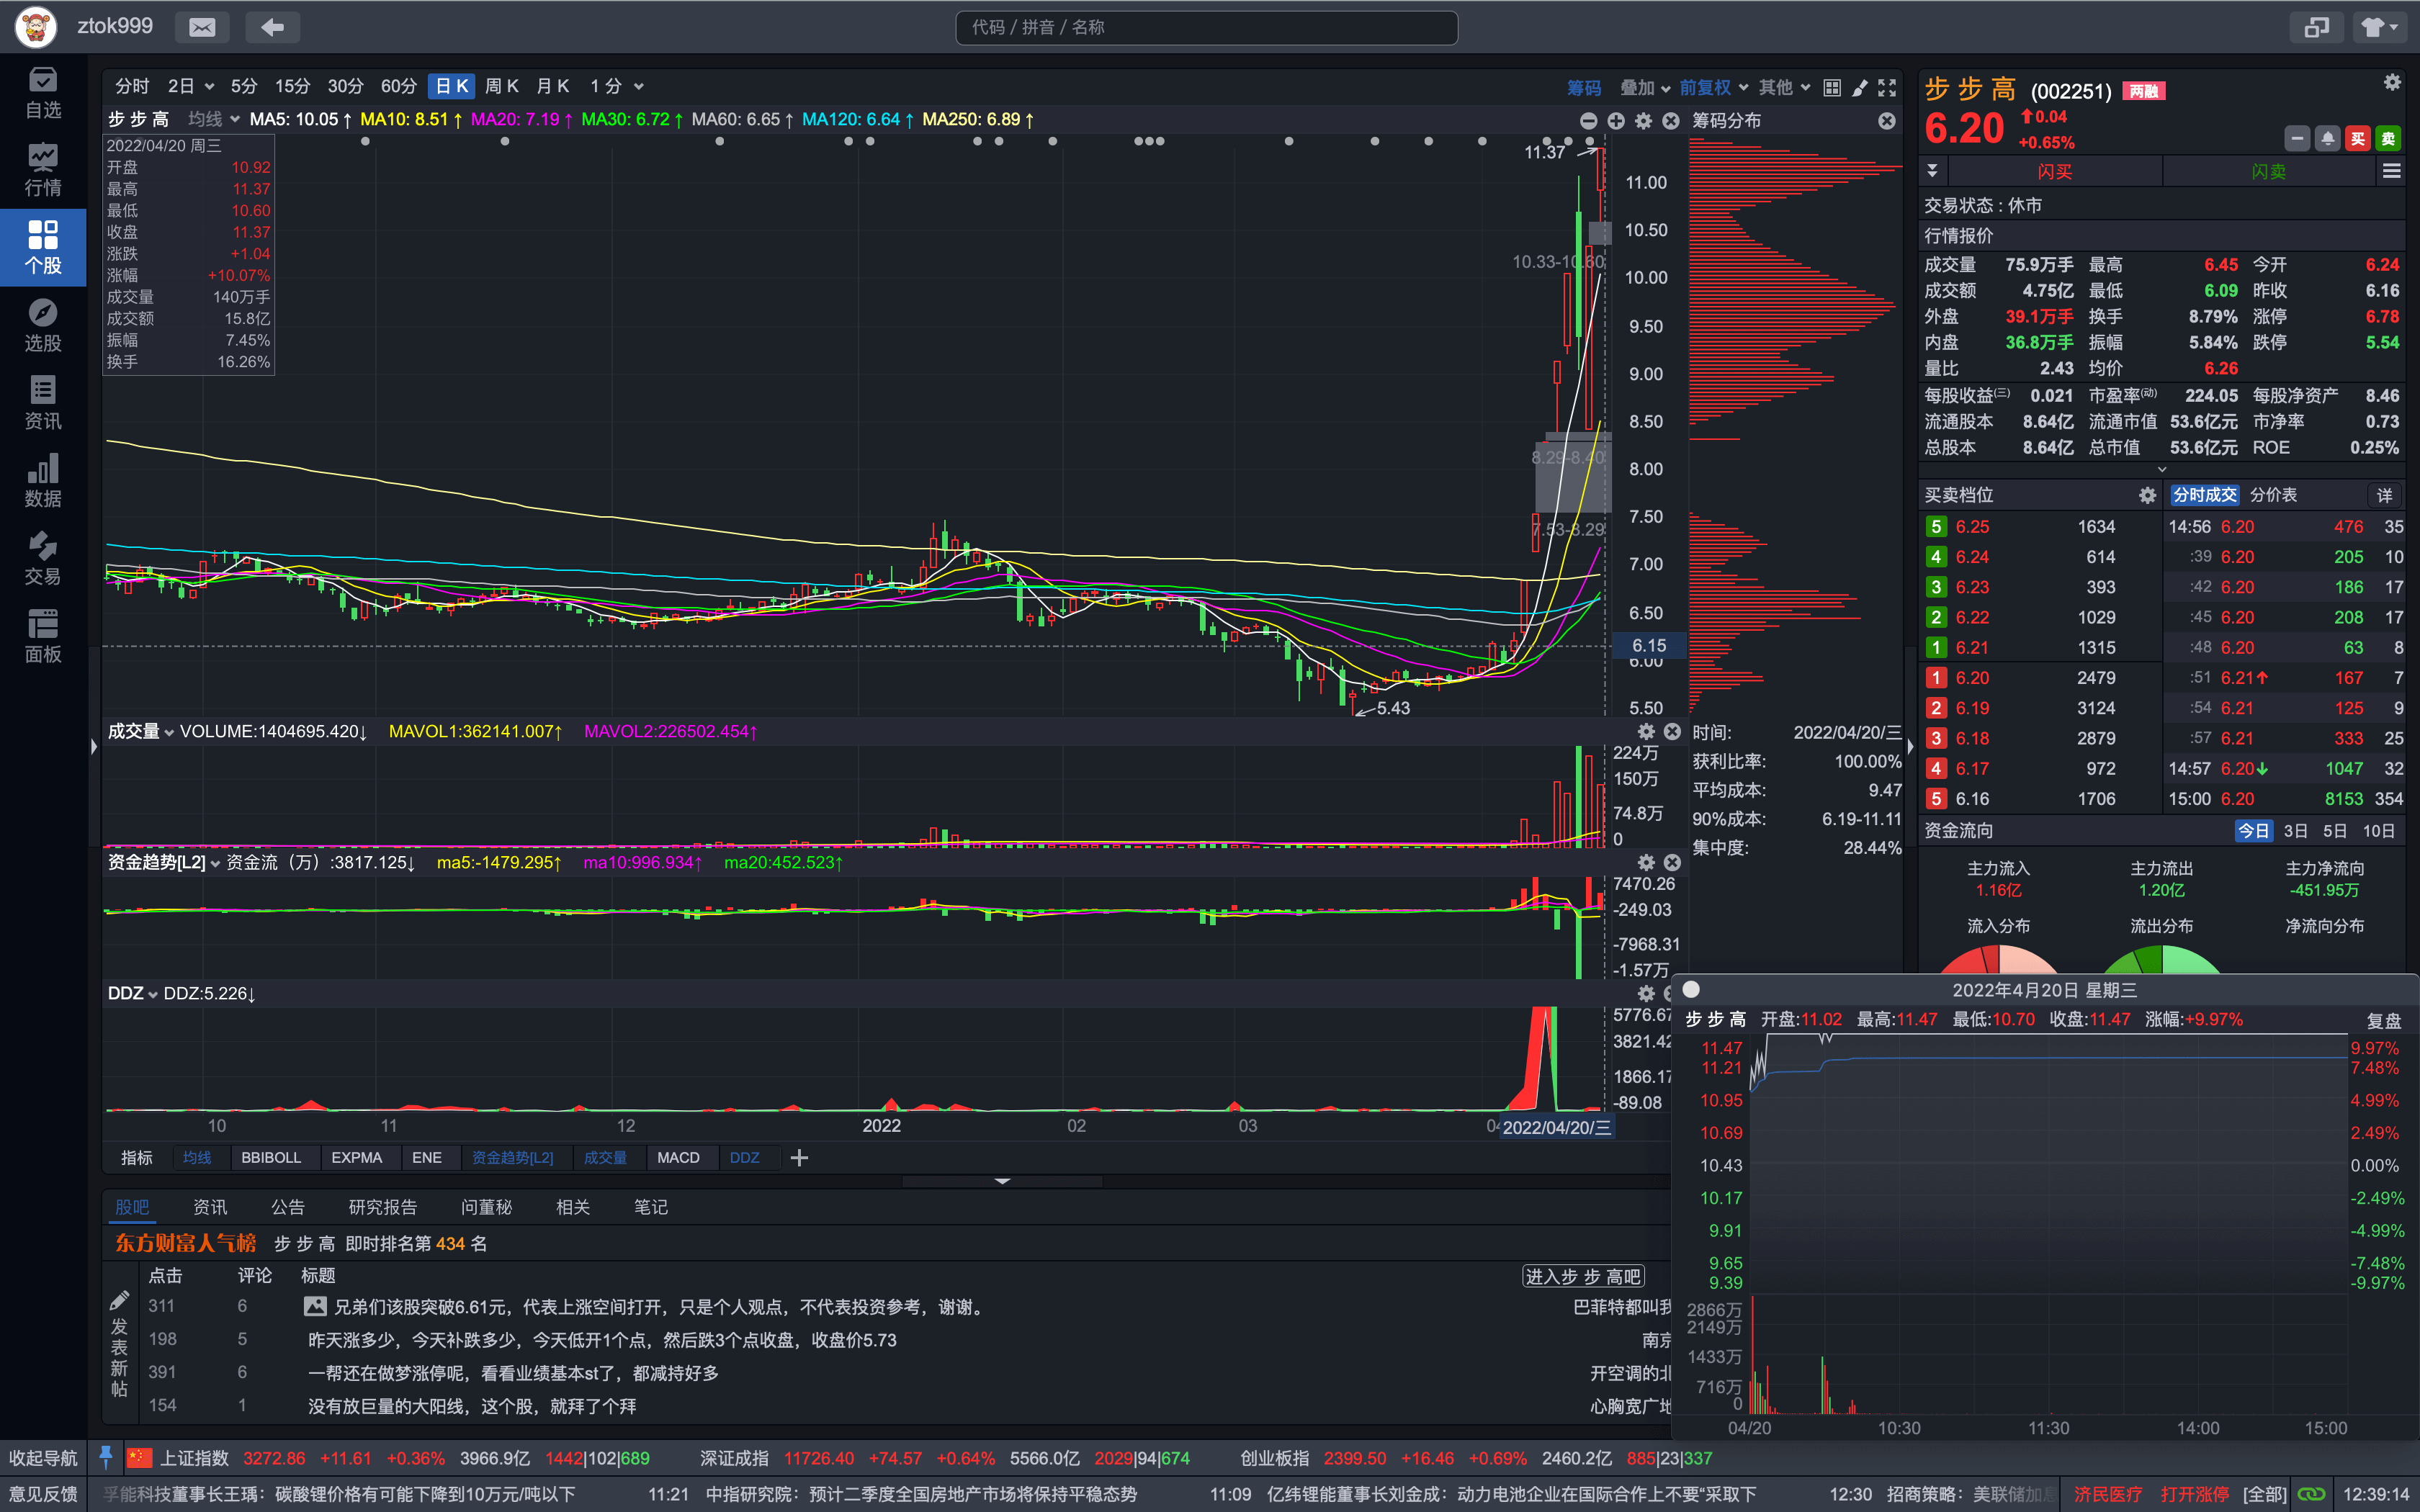 ztok999
代码 / 拼音 / 名称
自选
行情
个股
选股
资讯
数据
交易
面板
分时 2日 5分 15分 30分 60分 日K 周K 月K 1分
筹码 叠加 前复权 其他
步步高 均线 MA5: 10.05↑ MA10: 8.51↑ MA20: 7.19↑ MA30: 6.72↑ MA60: 6.65↑ MA120: 6.64↑ MA250: 6.89↑
2022/04/20 周三
开盘 10.92
最高 11.37
最低 10.60
收盘 11.37
涨跌 +1.04
涨幅 +10.07%
成交量 140万手
成交额 15.8亿
振幅 7.45%
换手 16.26%
11.37
10.33-10.60
8.29-8.40
7.53-8.29
5.43
11.00
10.50
10.00
9.50
9.00
8.50
8.00
7.50
7.00
6.50
6.15
6.00
5.50
筹码分布
时间: 2022/04/20/三
获利比率: 100.00%
平均成本: 9.47
90%成本: 6.19-11.11
集中度: 28.44%
成交量 VOLUME:1404695.420↓ MAVOL1:362141.007↑ MAVOL2:226502.454↑
224万
150万
74.8万
0
资金趋势[L2] 资金流（万）:3817.125↓ ma5:-1479.295↑ ma10:996.934↑ ma20:452.523↑
7470.26
-249.03
-7968.31
-1.57万
DDZ DDZ:5.226↓
5776.67
3821.42
1866.17
-89.08
10 11 12 2022 02 03 04 2022/04/20/三
指标 均线 BBIBOLL EXPMA ENE 资金趋势[L2] 成交量 MACD DDZ
股吧 资讯 公告 研究报告 问董秘 相关 笔记
东方财富人气榜 步步高 即时排名第 434 名
点击 评论 标题 进入步步高吧
发表新帖
311 6 兄弟们该股突破6.61元，代表上涨空间打开，只是个人观点，不代表投资参考，谢谢。 巴菲特都叫我
198 5 昨天涨多少，今天补跌多少，今天低开1个点，然后跌3个点收盘，收盘价5.73 南京
391 6 一帮还在做梦涨停呢，看看业绩基本st了，都减持好多 开空调的北
154 1 没有放巨量的大阳线，这个股，就拜了个拜 心胸宽广地
步步高 (002251) 两融
6.20 ↑0.04
+0.65%
买 卖
闪买 闪卖
交易状态 : 休市
行情报价
成交量 75.9万手 最高 6.45 今开 6.24
成交额 4.75亿 最低 6.09 昨收 6.16
外盘 39.1万手 换手 8.79% 涨停 6.78
内盘 36.8万手 振幅 5.84% 跌停 5.54
量比 2.43 均价 6.26
每股收益(三) 0.021 市盈率(动) 224.05 每股净资产 8.46
流通股本 8.64亿 流通市值 53.6亿元 市净率 0.73
总股本 8.64亿 总市值 53.6亿元 ROE 0.25%
买卖档位 分时成交 分价表 详
5 6.25 1634 14:56 6.20 476 35
4 6.24 614 :39 6.20 205 10
3 6.23 393 :42 6.20 186 17
2 6.22 1029 :45 6.20 208 17
1 6.21 1315 :48 6.20 63 8
1 6.20 2479 :51 6.21↑ 167 7
2 6.19 3124 :54 6.21 125 9
3 6.18 2879 :57 6.21 333 25
4 6.17 972 14:57 6.20↓ 1047 32
5 6.16 1706 15:00 6.20 8153 354
资金流向 今日 3日 5日 10日
主力流入 主力流出 主力净流向
1.16亿 1.20亿 -451.95万
流入分布 流出分布 净流向分布
2022年4月20日 星期三
步步高 开盘:11.02 最高:11.47 最低:10.70 收盘:11.47 涨幅:+9.97% 复盘
11.47 9.97%
11.21 7.48%
10.95 4.99%
10.69 2.49%
10.43 0.00%
10.17 -2.49%
9.91 -4.99%
9.65 -7.48%
9.39 -9.97%
2866万
2149万
1433万
716万
0
04/20 10:30 11:30 14:00 15:00
收起导航 上证指数 3272.86 +11.61 +0.36% 3966.9亿 1442|102|689 深证成指 11726.40 +74.57 +0.64% 5566.0亿 2029|94|674 创业板指 2399.50 +16.46 +0.69% 2460.2亿 885|23|337
意见反馈 孚能科技董事长王瑀：碳酸锂价格有可能下降到10万元/吨以下 11:21 中指研究院：预计二季度全国房地产市场将保持平稳态势 11:09 亿纬锂能董事长刘金成：动力电池企业在国际合作上不要“采取下 12:30 招商策略：美联储加息 济民医疗 打开涨停 [全部] 12:39:14